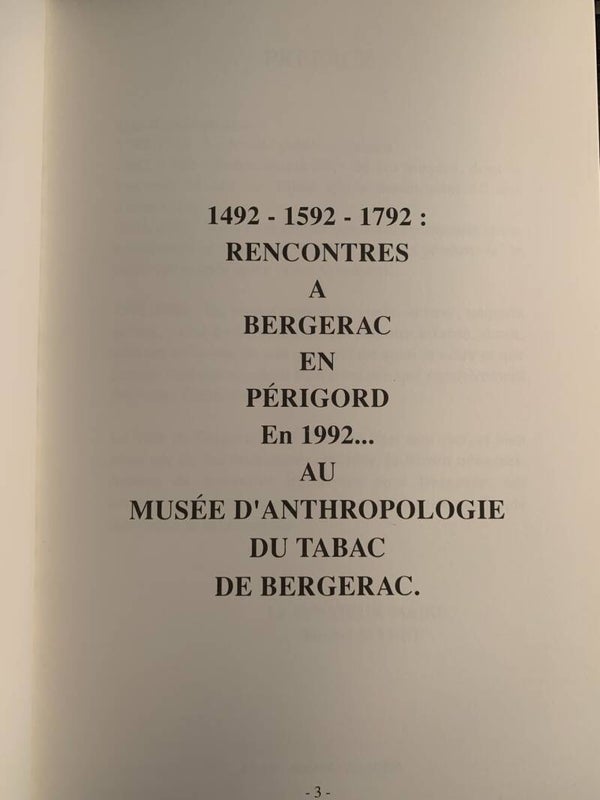 1492 - 1592 - 1792 :
RENCONTRES
A
BERGERAC
EN
PÉRIGORD
En 1992...
AU
MUSÉE D'ANTHROPOLOGIE
DU TABAC
DE BERGERAC.
- 3 -